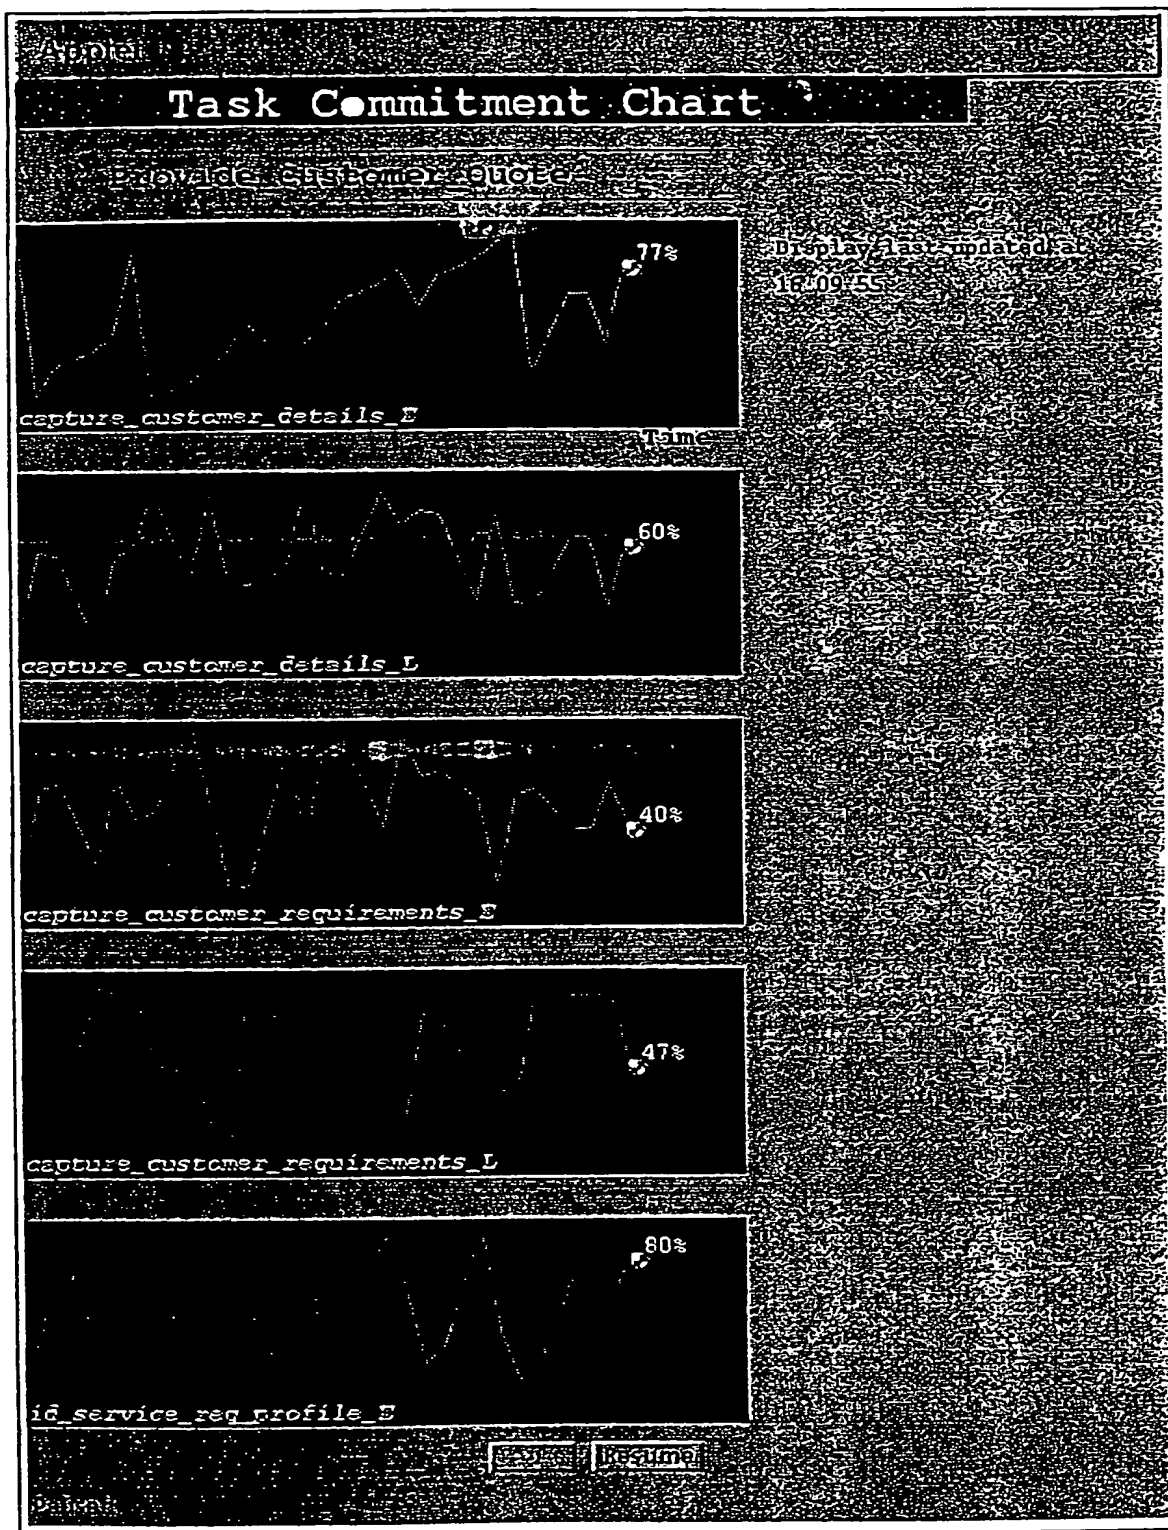 Applet
Task Commitment Chart
Provide_Customer_Quote
77%
Display last updated at
capture_customer_details_E
Time
60%
capture_customer_details_L
40%
capture_customer_requirements_E
47%
capture_customer_requirements_L
80%
id_service_req_profile_E
Resume